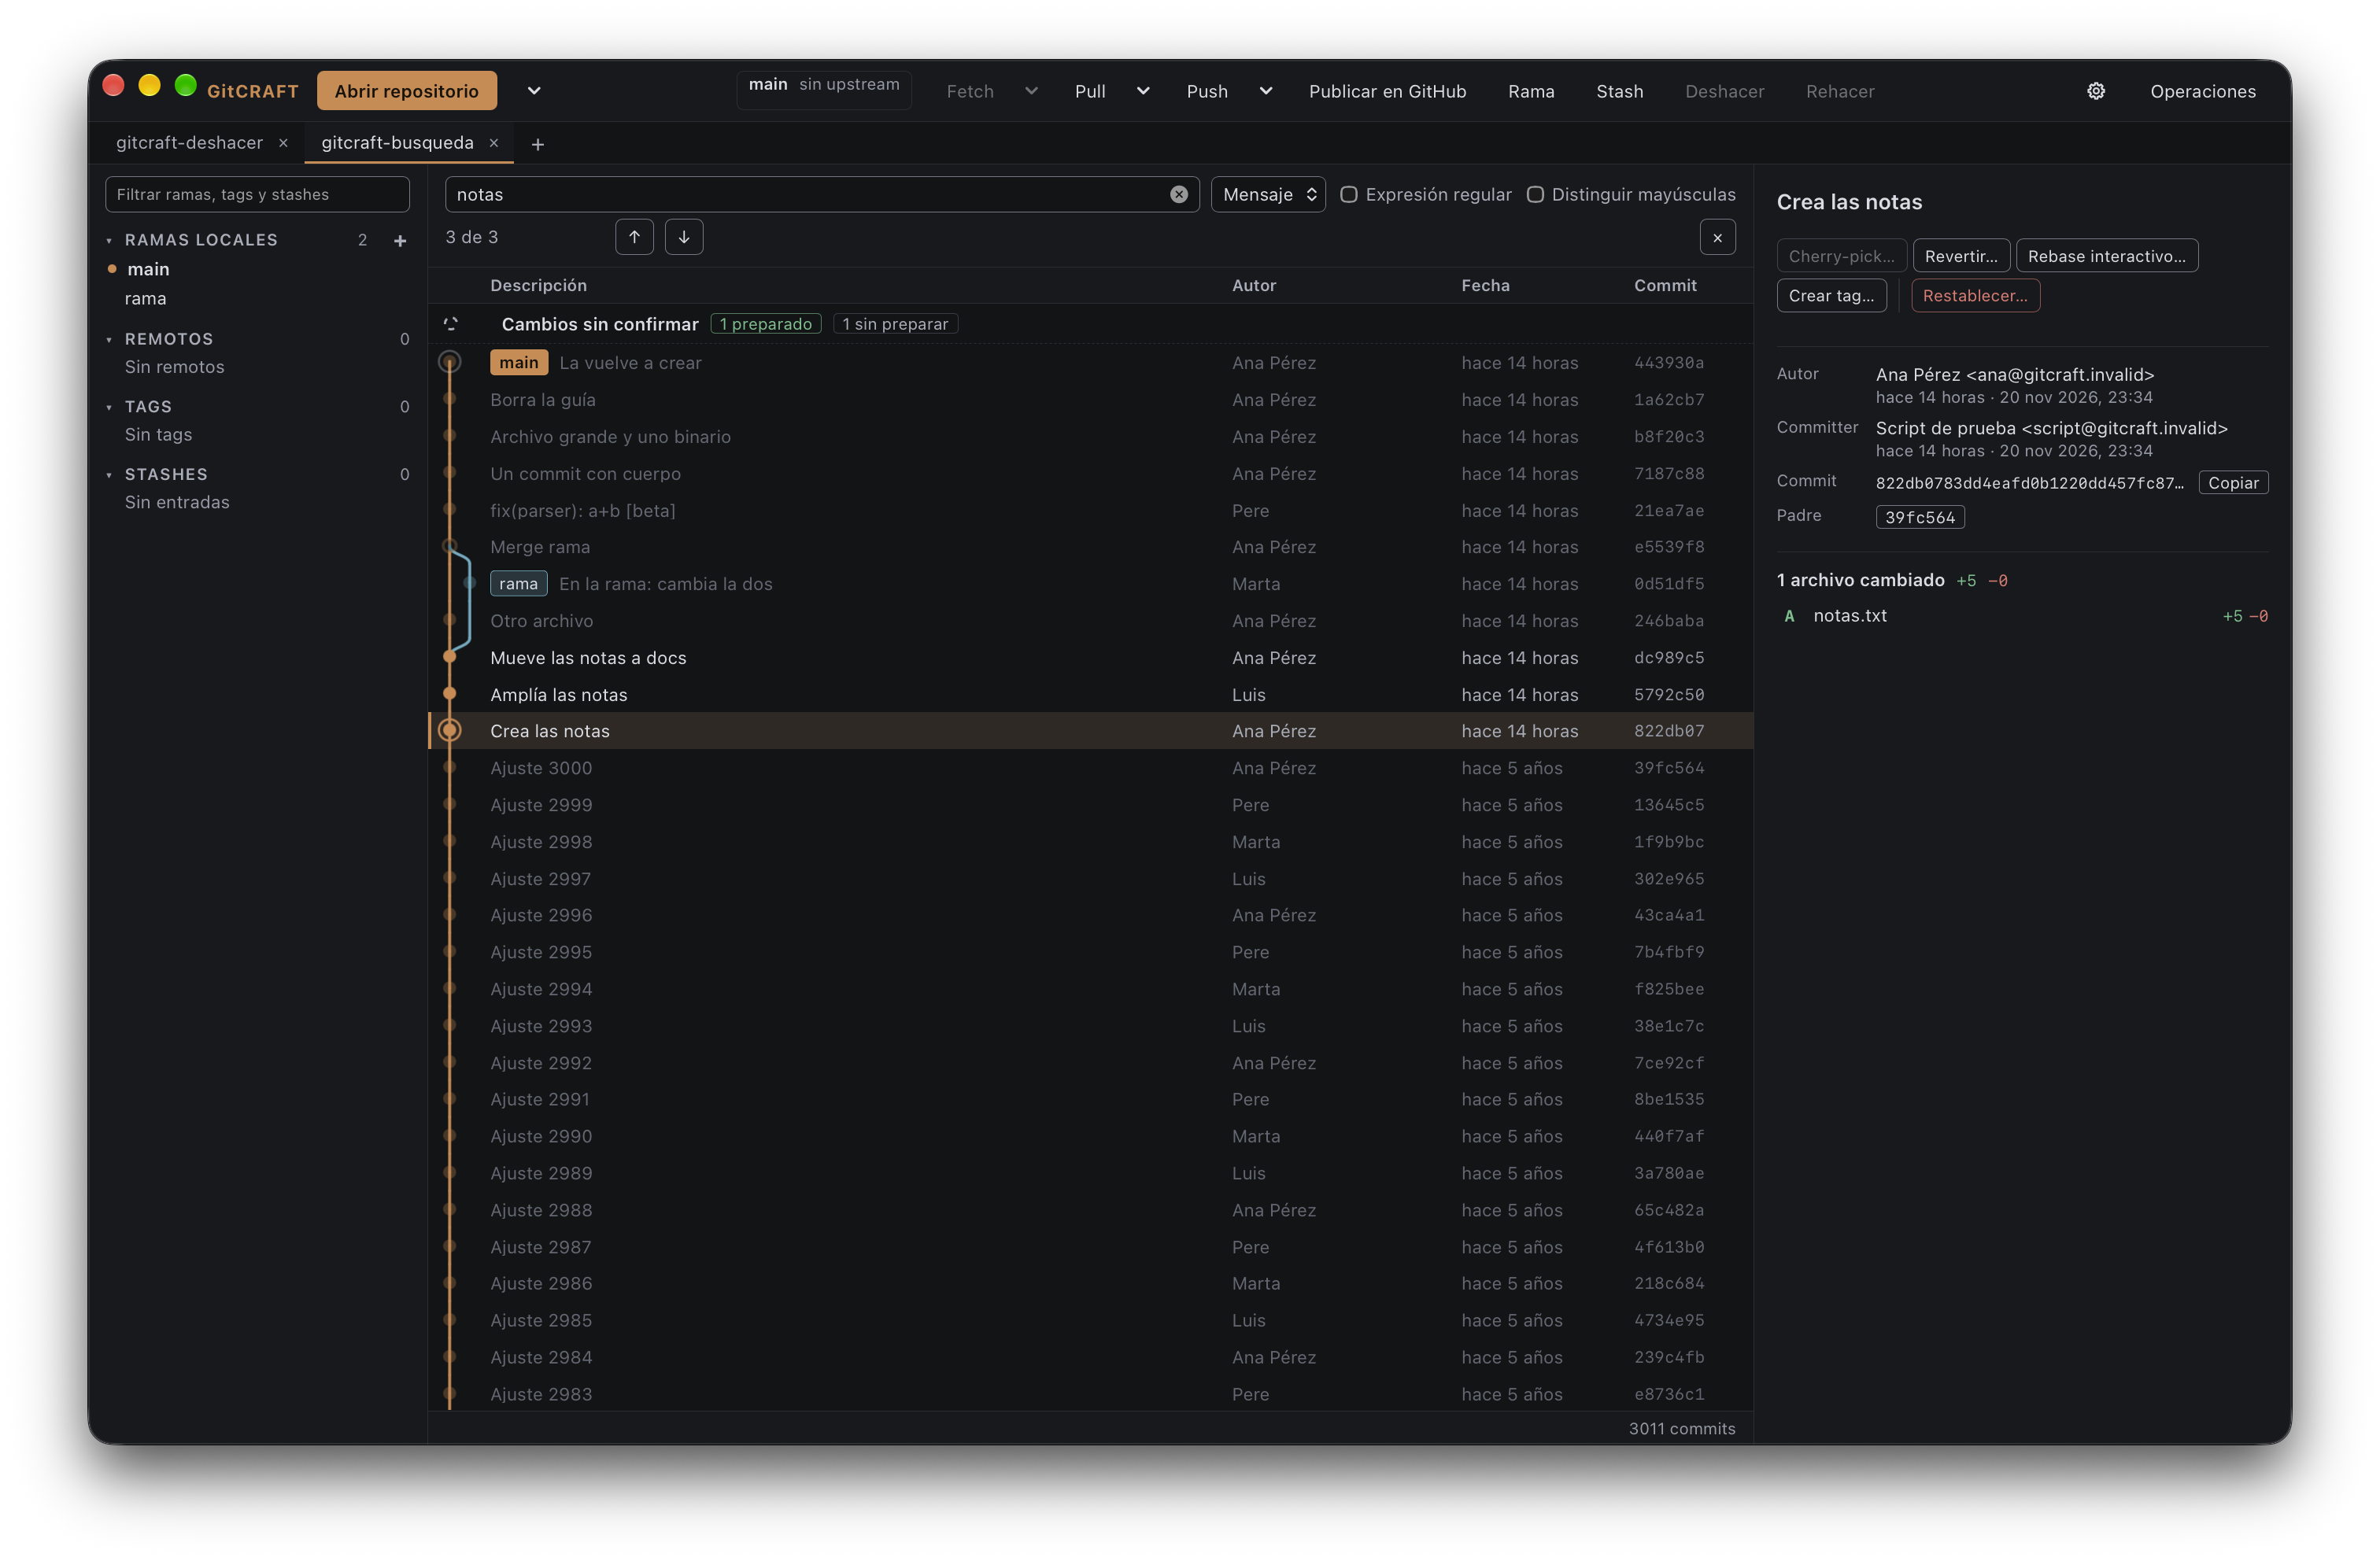 GitCRAFT Abrir repositorio main sin upstream Fetch Pull Push Publicar en GitHub Rama Stash Deshacer Rehacer Operaciones
gitcraft-deshacer × gitcraft-busqueda × +
Filtrar ramas, tags y stashes
RAMAS LOCALES 2 +
main
rama
REMOTOS 0
Sin remotos
TAGS 0
Sin tags
STASHES 0
Sin entradas
notas Mensaje Expresión regular Distinguir mayúsculas
3 de 3 ↑ ↓ ×
Descripción Autor Fecha Commit
Cambios sin confirmar 1 preparado 1 sin preparar
main La vuelve a crear Ana Pérez hace 14 horas 443930a
Borra la guía Ana Pérez hace 14 horas 1a62cb7
Archivo grande y uno binario Ana Pérez hace 14 horas b8f20c3
Un commit con cuerpo Ana Pérez hace 14 horas 7187c88
fix(parser): a+b [beta] Pere hace 14 horas 21ea7ae
Merge rama Ana Pérez hace 14 horas e5539f8
rama En la rama: cambia la dos Marta hace 14 horas 0d51df5
Otro archivo Ana Pérez hace 14 horas 246baba
Mueve las notas a docs Ana Pérez hace 14 horas dc989c5
Amplía las notas Luis hace 14 horas 5792c50
Crea las notas Ana Pérez hace 14 horas 822db07
Ajuste 3000 Ana Pérez hace 5 años 39fc564
Ajuste 2999 Pere hace 5 años 13645c5
Ajuste 2998 Marta hace 5 años 1f9b9bc
Ajuste 2997 Luis hace 5 años 302e965
Ajuste 2996 Ana Pérez hace 5 años 43ca4a1
Ajuste 2995 Pere hace 5 años 7b4fbf9
Ajuste 2994 Marta hace 5 años f825bee
Ajuste 2993 Luis hace 5 años 38e1c7c
Ajuste 2992 Ana Pérez hace 5 años 7ce92cf
Ajuste 2991 Pere hace 5 años 8be1535
Ajuste 2990 Marta hace 5 años 440f7af
Ajuste 2989 Luis hace 5 años 3a780ae
Ajuste 2988 Ana Pérez hace 5 años 65c482a
Ajuste 2987 Pere hace 5 años 4f613b0
Ajuste 2986 Marta hace 5 años 218c684
Ajuste 2985 Luis hace 5 años 4734e95
Ajuste 2984 Ana Pérez hace 5 años 239c4fb
Ajuste 2983 Pere hace 5 años e8736c1
3011 commits
Crea las notas
Cherry-pick... Revertir... Rebase interactivo...
Crear tag... Restablecer...
Autor Ana Pérez <ana@gitcraft.invalid>
hace 14 horas · 20 nov 2026, 23:34
Committer Script de prueba <script@gitcraft.invalid>
hace 14 horas · 20 nov 2026, 23:34
Commit 822db0783dd4eafd0b1220dd457fc87... Copiar
Padre 39fc564
1 archivo cambiado +5 −0
A notas.txt +5 −0